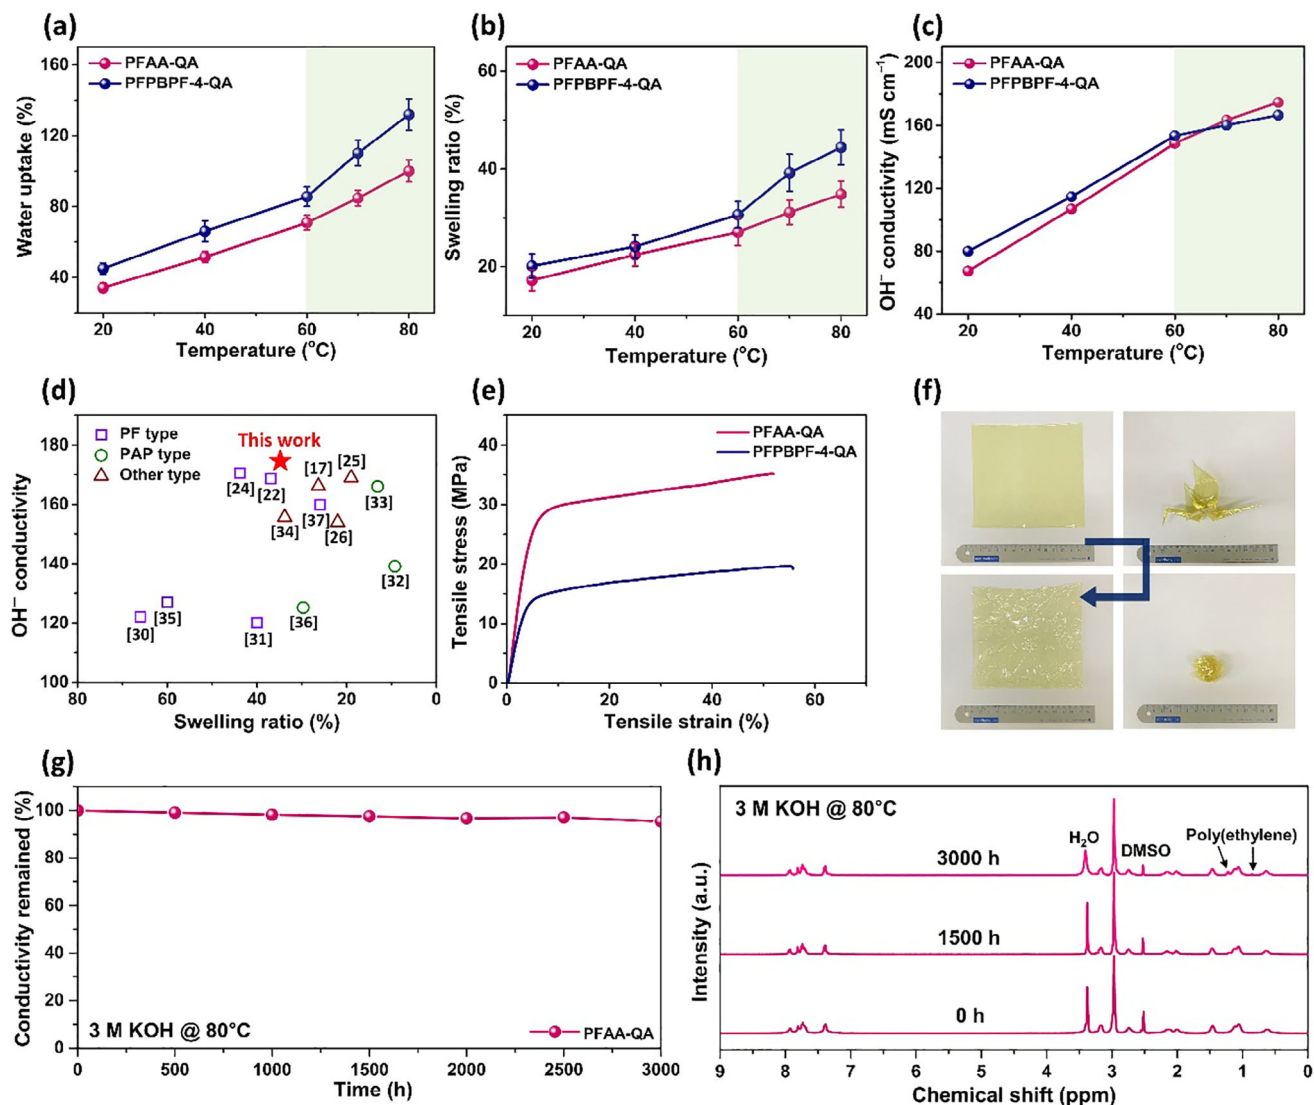 (a)
Water uptake (%)
160
120
80
40
PFAA-QA
PFPBPF-4-QA
20
40
60
80
Temperature (°C)
(b)
Swelling ratio (%)
60
40
20
PFAA-QA
PFPBPF-4-QA
20
40
60
80
Temperature (°C)
(c)
OH⁻ conductivity (mS cm⁻¹)
200
160
120
80
40
PFAA-QA
PFPBPF-4-QA
20
40
60
80
Temperature (°C)
(d)
OH⁻ conductivity
180
160
140
120
100
PF type
PAP type
Other type
This work
[24]
[22]
[17]
[25]
[33]
[34]
[37]
[26]
[32]
[30]
[35]
[31]
[36]
80
60
40
20
0
Swelling ratio (%)
(e)
Tensile stress (MPa)
40
30
20
10
0
PFAA-QA
PFPBPF-4-QA
0
20
40
60
Tensile strain (%)
(f)
(g)
Conductivity remained (%)
100
80
60
40
20
0
3 M KOH @ 80°C
PFAA-QA
0
500
1000
1500
2000
2500
3000
Time (h)
(h)
Intensity (a.u.)
3 M KOH @ 80°C
3000 h
H₂O
DMSO
Poly(ethylene)
1500 h
0 h
9
8
7
6
5
4
3
2
1
0
Chemical shift (ppm)